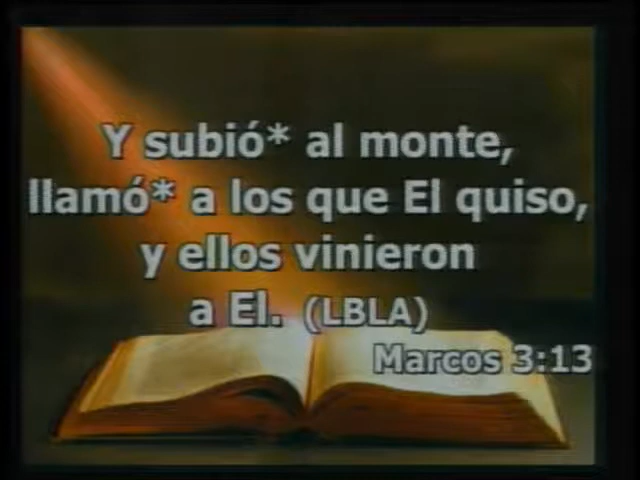 Y subió* al monte,
llamó* a los que El quiso,
y ellos vinieron
a El. (LBLA)
Marcos 3:13